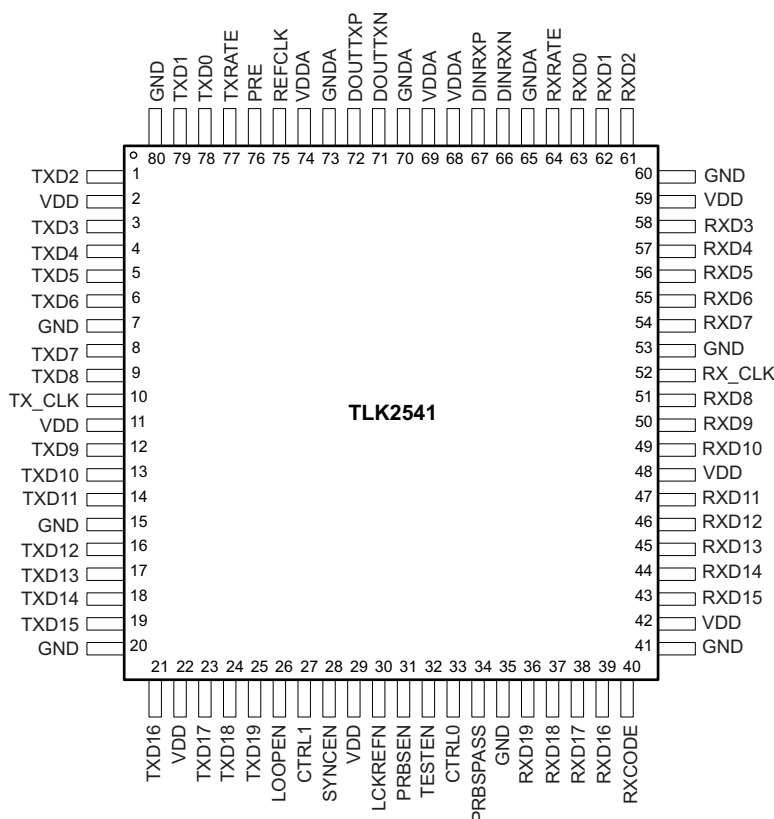 GND
TXD1
TXD0
TXRATE
PRE
REFCLK
VDDA
GNDA
DOUTTXP
DOUTTXN
GNDA
VDDA
VDDA
DINRXP
DINRXN
GNDA
RXRATE
RXD0
RXD1
RXD2
80 79 78 77 76 75 74 73 72 71 70 69 68 67 66 65 64 63 62 61
TXD2 1 60 GND
VDD 2 59 VDD
TXD3 3 58 RXD3
TXD4 4 57 RXD4
TXD5 5 56 RXD5
TXD6 6 55 RXD6
GND 7 54 RXD7
TXD7 8 53 GND
TXD8 9 52 RX_CLK
TX_CLK 10 51 RXD8
VDD 11 50 RXD9
TLK2541
TXD9 12 49 RXD10
TXD10 13 48 VDD
TXD11 14 47 RXD11
GND 15 46 RXD12
TXD12 16 45 RXD13
TXD13 17 44 RXD14
TXD14 18 43 RXD15
TXD15 19 42 VDD
GND 20 41 GND
21 22 23 24 25 26 27 28 29 30 31 32 33 34 35 36 37 38 39 40
TXD16
VDD
TXD17
TXD18
TXD19
LOOPEN
CTRL1
SYNCEN
VDD
LCKREFN
PRBSEN
TESTEN
CTRL0
PRBSPASS
GND
RXD19
RXD18
RXD17
RXD16
RXCODE